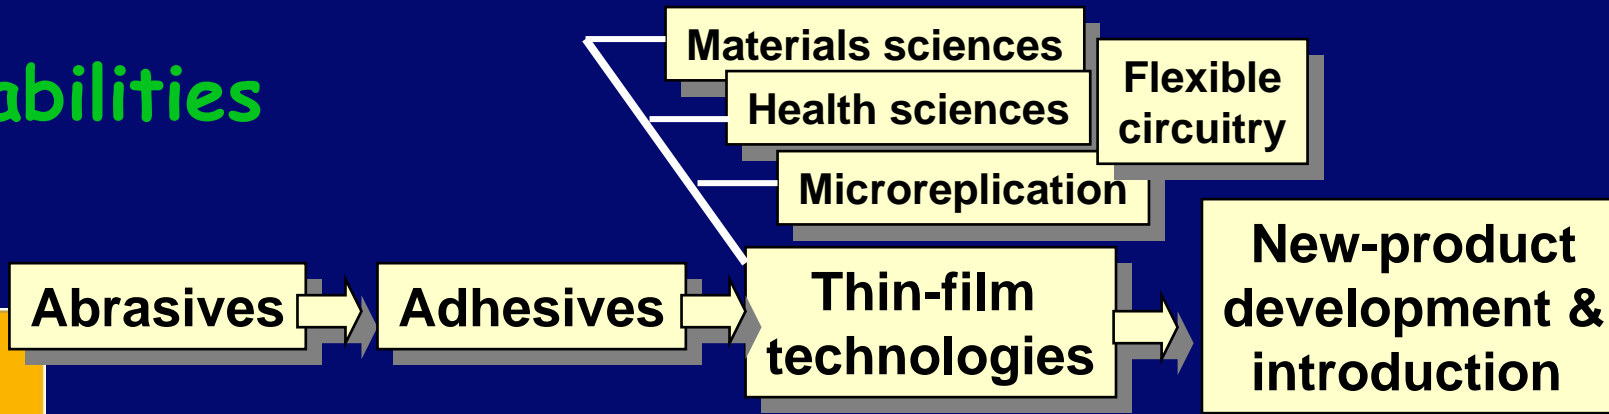 abilities
Materials sciences
Health sciences
Microreplication
Flexible
circuitry
Abrasives
Adhesives
Thin-film
technologies
New-product
development &
introduction